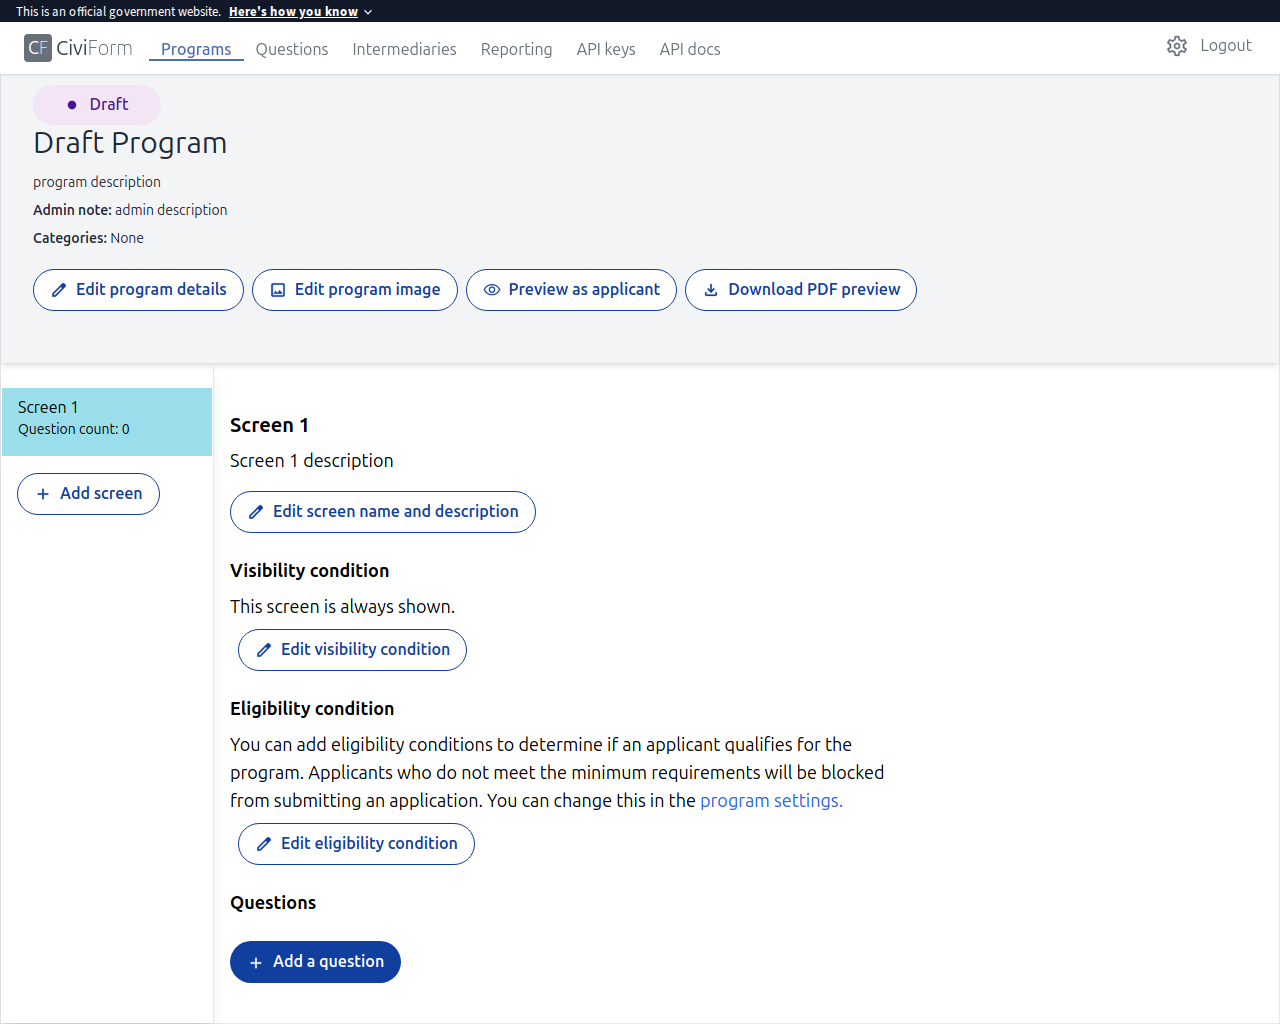 This is an official government website. Here's how you know
CF CiviForm Programs Questions Intermediaries Reporting API keys API docs Logout
Draft
Draft Program
program description
Admin note: admin description
Categories: None
Edit program details Edit program image Preview as applicant Download PDF preview
Screen 1
Question count: 0
Add screen
Screen 1
Screen 1 description
Edit screen name and description
Visibility condition
This screen is always shown.
Edit visibility condition
Eligibility condition
You can add eligibility conditions to determine if an applicant qualifies for the
program. Applicants who do not meet the minimum requirements will be blocked
from submitting an application. You can change this in the program settings.
Edit eligibility condition
Questions
Add a question